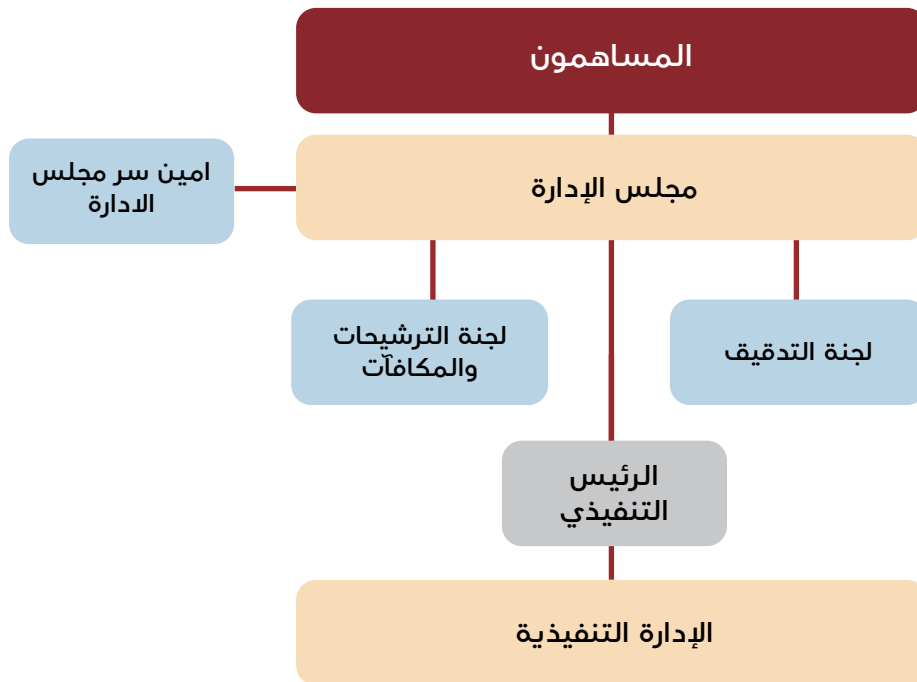 المساهمون
مجلس الإدارة
امين سر مجلس
الادارة
لجنة التدقيق
لجنة الترشيحات
والمكافآت
الرئيس
التنفيذي
الإدارة التنفيذية